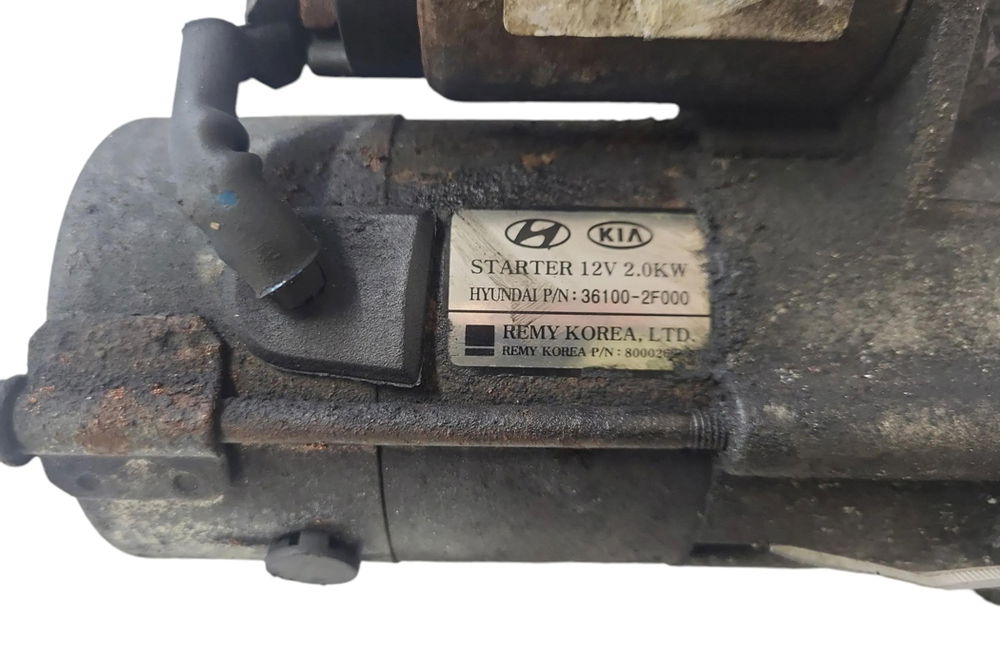 KIA
STARTER 12V 2.0KW
HYUNDAI P/N: 36100-2F000
REMY KOREA, LTD.
REMY KOREA P/N :